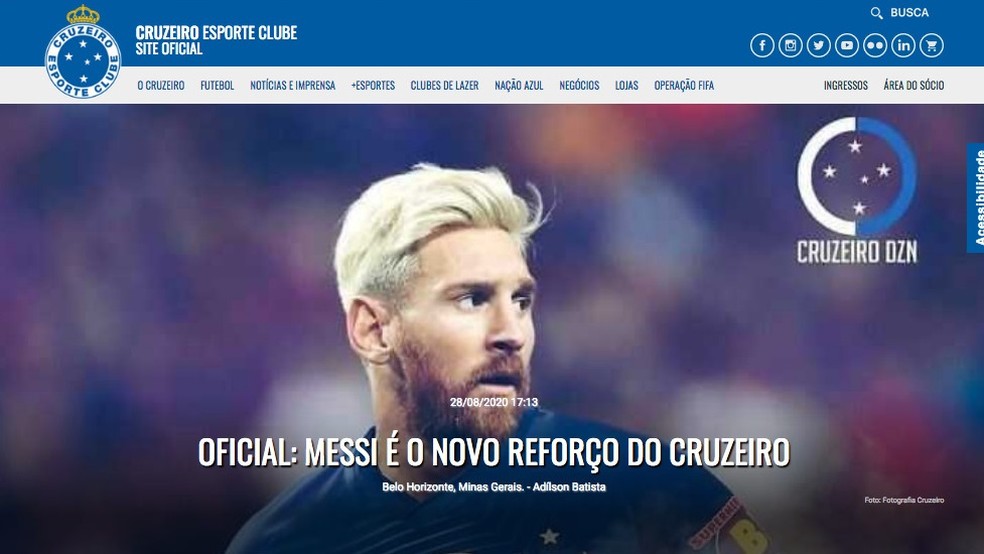 BUSCA
CRUZEIRO ESPORTE CLUBE
SITE OFICIAL
CRUZEIRO
ESPORTE CLUBE
O CRUZEIRO FUTEBOL NOTÍCIAS E IMPRENSA +ESPORTES CLUBES DE LAZER NAÇÃO AZUL NEGÓCIOS LOJAS OPERAÇÃO FIFA INGRESSOS ÁREA DO SÓCIO
Acessibilidade
CRUZEIRO DZN
28/08/2020 17:13
OFICIAL: MESSI É O NOVO REFORÇO DO CRUZEIRO
Belo Horizonte, Minas Gerais. - Adílson Batista
Foto: Fotografia Cruzeiro